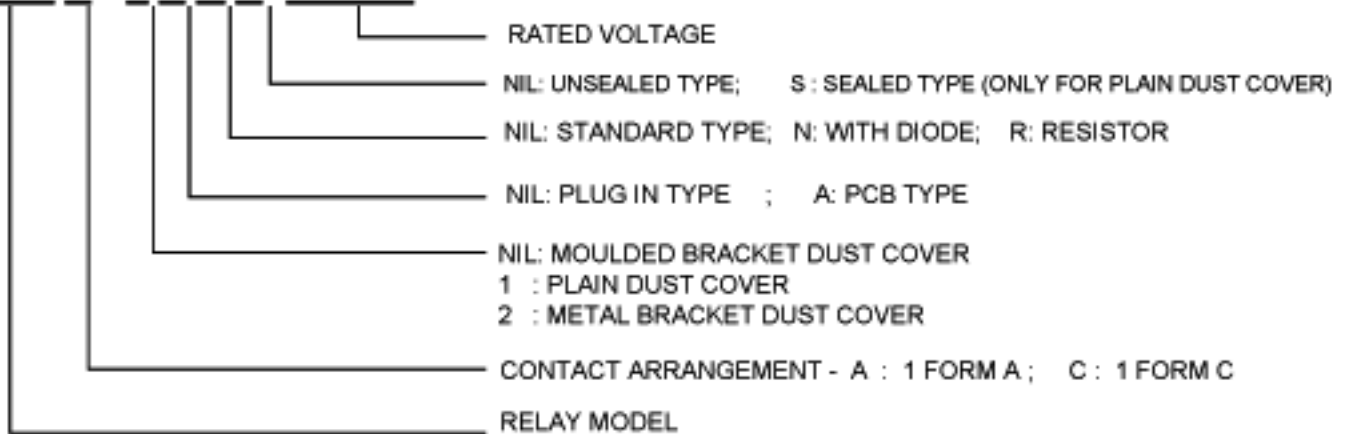 RATED VOLTAGE
NIL: UNSEALED TYPE; S : SEALED TYPE (ONLY FOR PLAIN DUST COVER)
NIL: STANDARD TYPE; N: WITH DIODE; R: RESISTOR
NIL: PLUG IN TYPE ; A: PCB TYPE
NIL: MOULDED BRACKET DUST COVER
1 : PLAIN DUST COVER
2 : METAL BRACKET DUST COVER
CONTACT ARRANGEMENT - A : 1 FORM A ; C : 1 FORM C
RELAY MODEL